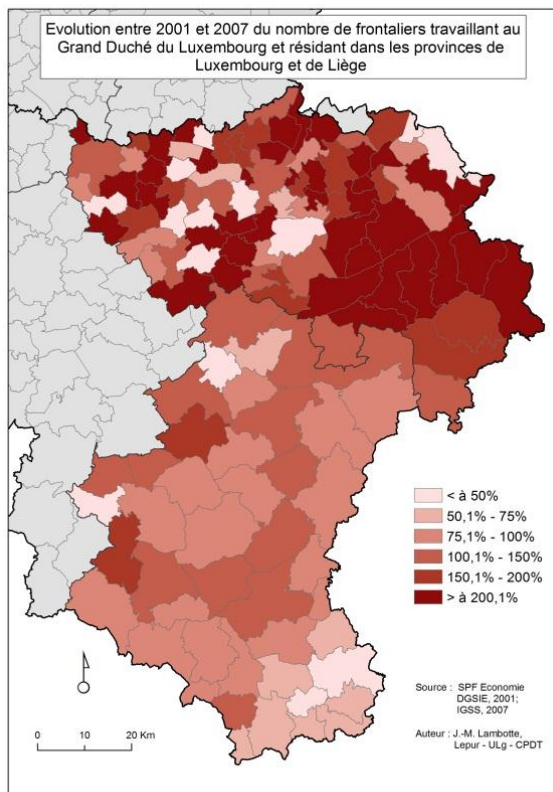 Evolution entre 2001 et 2007 du nombre de frontaliers travaillant au
Grand Duché du Luxembourg et résidant dans les provinces de
Luxembourg et de Liège
< à 50%
50,1% - 75%
75,1% - 100%
100,1% - 150%
150,1% - 200%
> à 200,1%
Source : SPF Economie
DGSIE, 2001;
IGSS, 2007
Auteur : J.-M. Lambotte,
Lepur - ULg - CPDT
0 10 20 Km